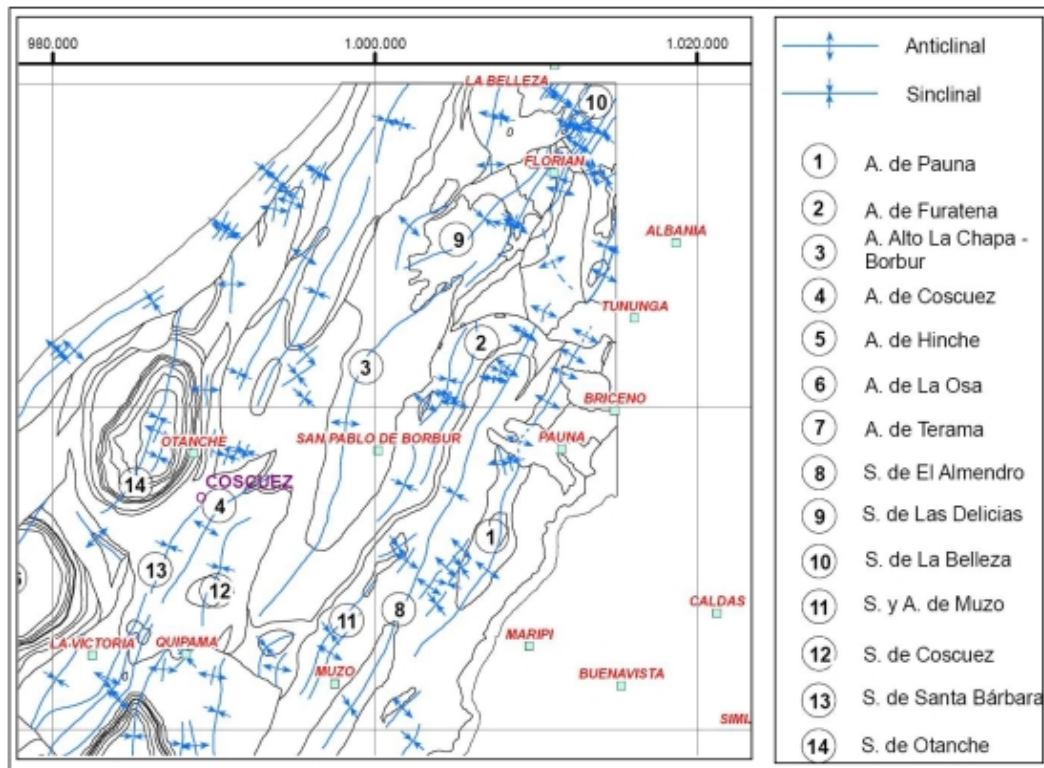 980.000
1.000.000
1.020.000
LA BELLEZA
10
FLORIAN
9
ALBANIA
TUNUNGA
2
3
BRICENO
OTANCHE
SAN PABLO DE BORBUR
PAUNA
14
COSCUEZ
4
1
13
12
8
11
CALDAS
LA VICTORIA
QUIPAMA
MARIPI
MUZO
BUENAVISTA
SIMI
Anticlinal
Sinclinal
1 A. de Pauna
2 A. de Furatena
3 A. Alto La Chapa -
Borbur
4 A. de Coscuez
5 A. de Hinche
6 A. de La Osa
7 A. de Terama
8 S. de El Almendro
9 S. de Las Delicias
10 S. de La Belleza
11 S. y A. de Muzo
12 S. de Coscuez
13 S. de Santa Bárbara
14 S. de Otanche